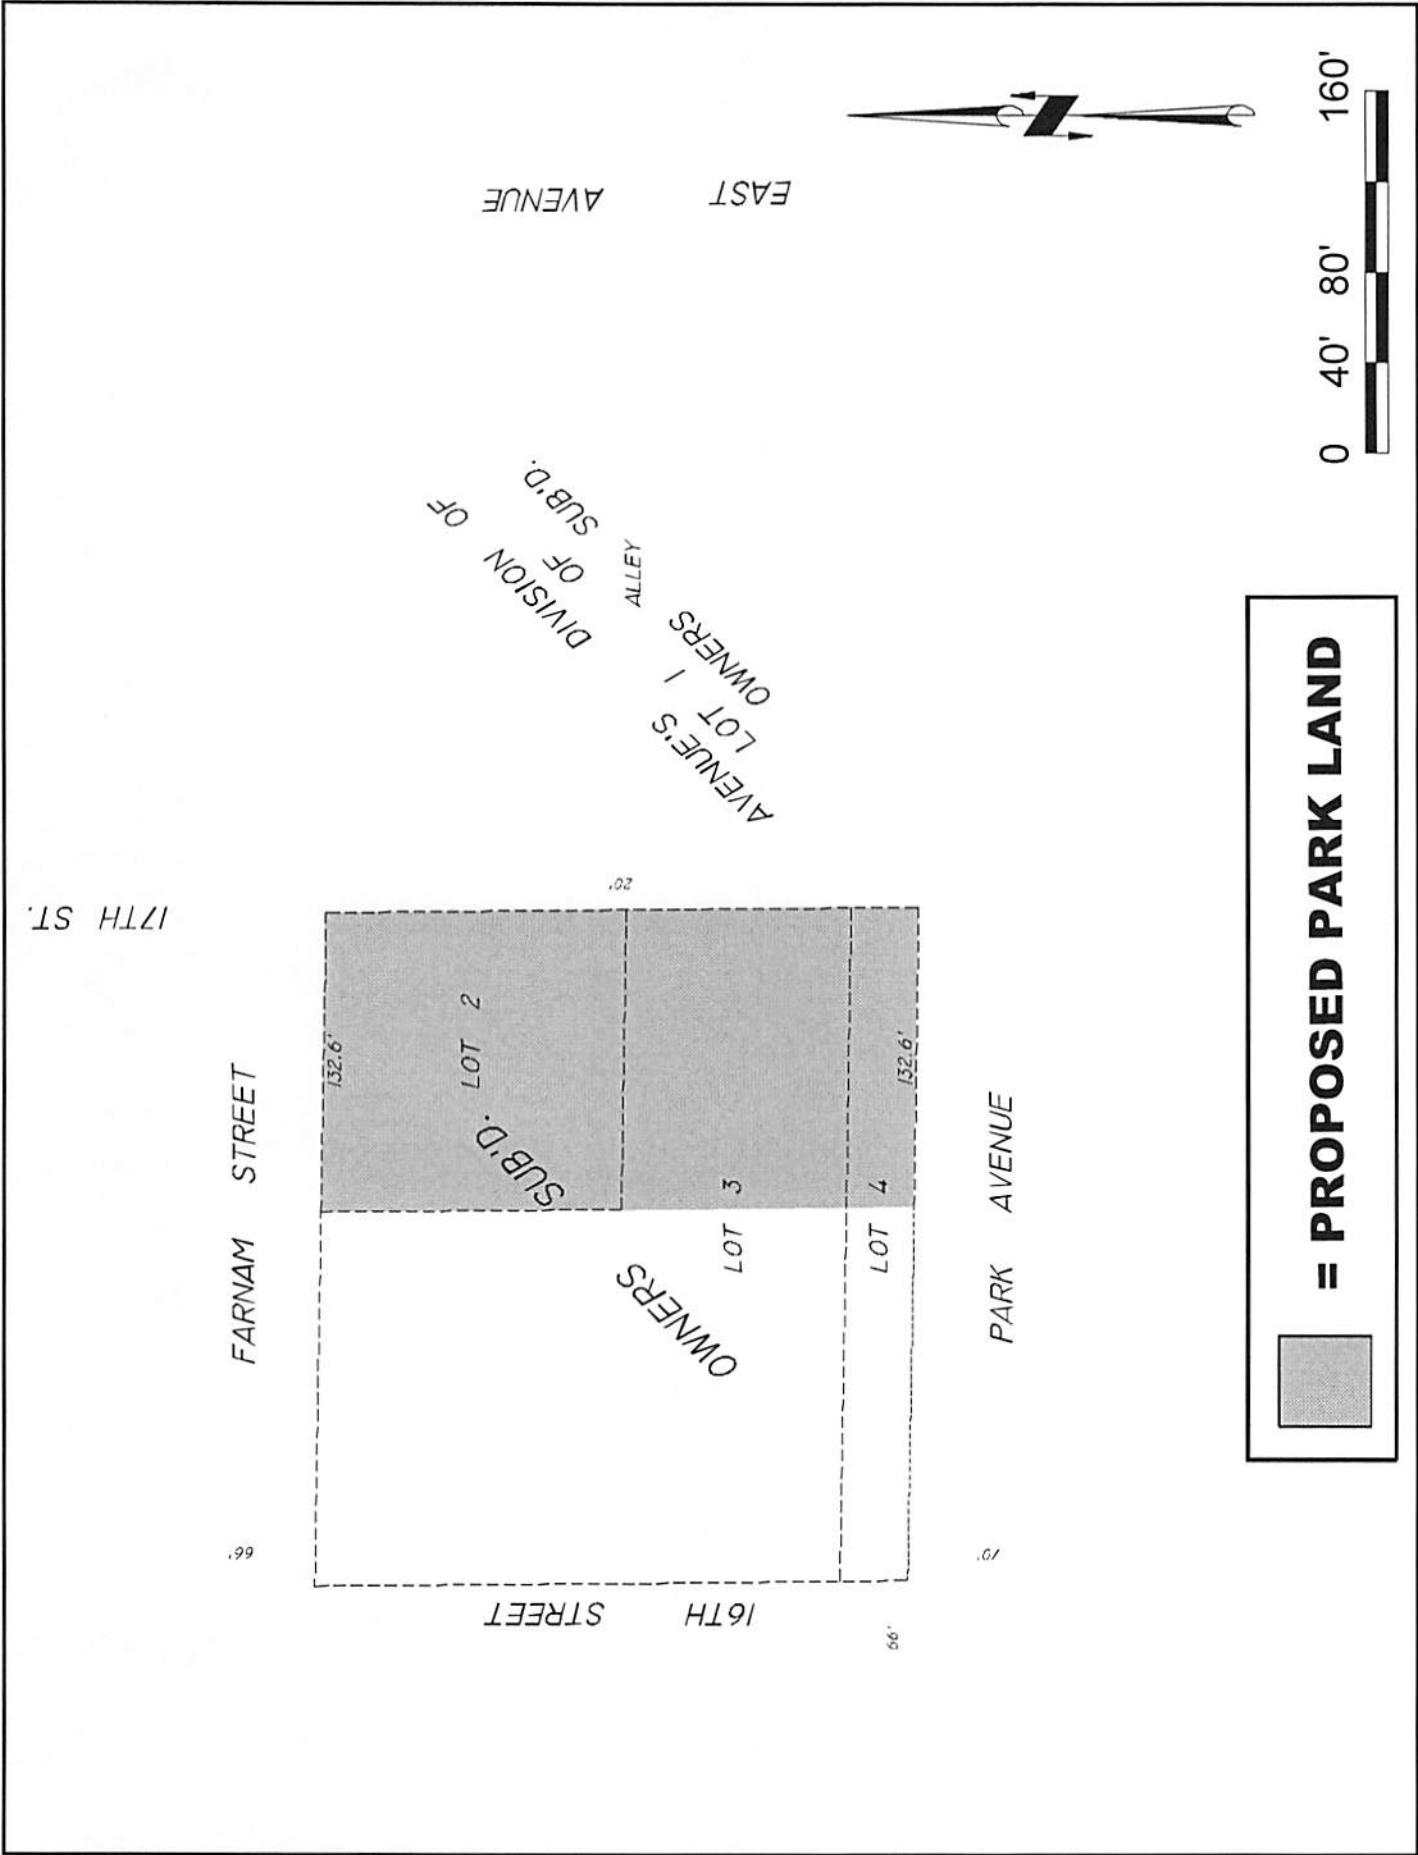 17TH ST.
FARNAM STREET
EAST AVENUE
DIVISION OF
AVENUE'S
LOT 1 OF
OWNERS SUB'D.
ALLEY
20'
132.6'
LOT 2
OWNERS SUB'D.
LOT 3
LOT 4
132.6'
66'
16TH STREET
70'
66'
PARK AVENUE
0 40' 80' 160'
= PROPOSED PARK LAND